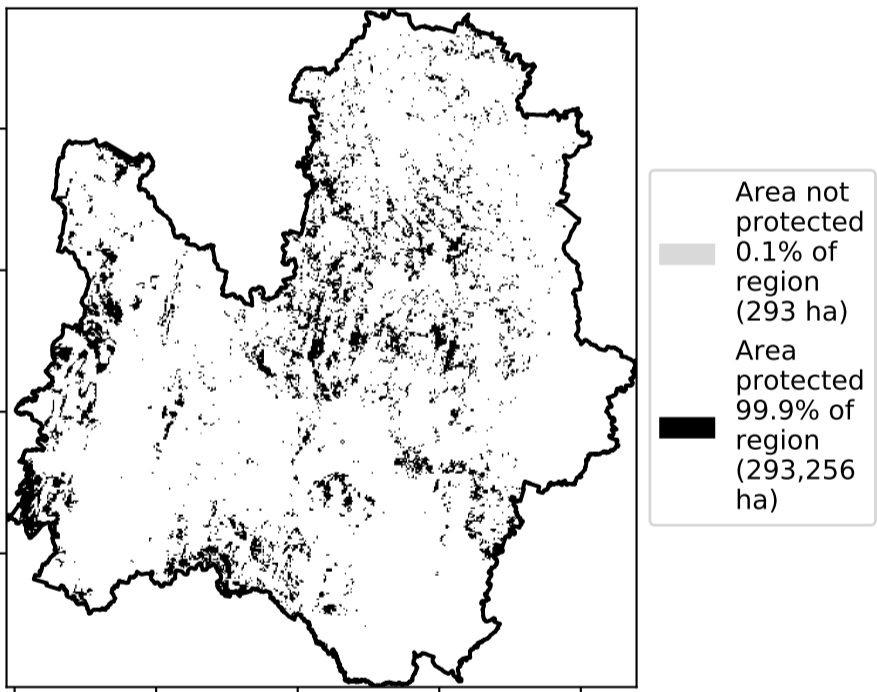 Area not
protected
0.1% of
region
(293 ha)
Area
protected
99.9% of
region
(293,256
ha)